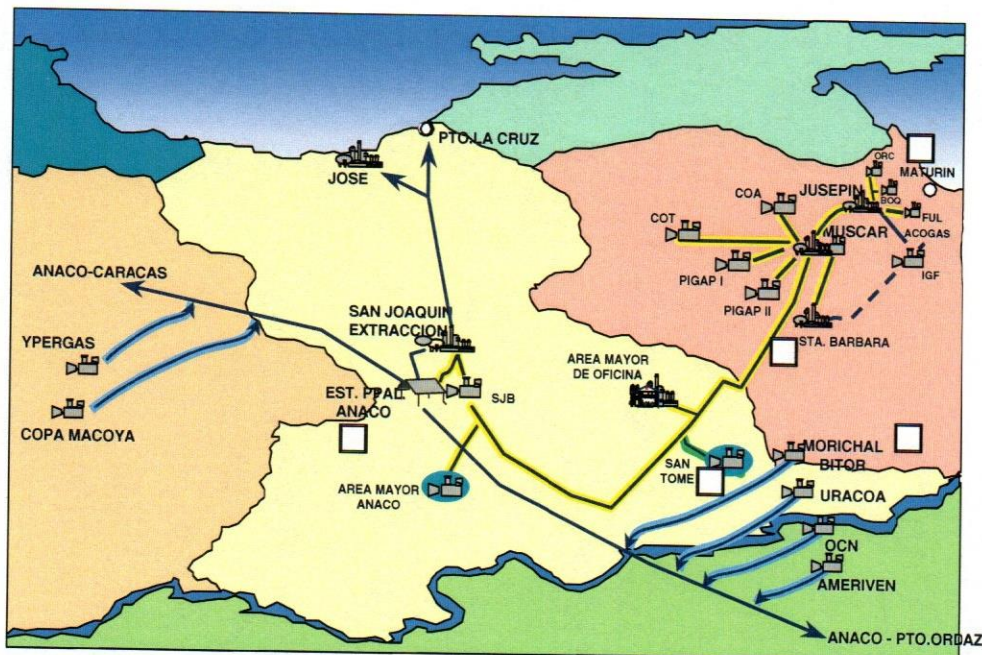 PTO.LA CRUZ
JOSE
ORC
MATURIN
JUSEPIN
BOQ
COA
FUL
COT
MUSCAR
ACOGAS
IGF
PIGAP I
PIGAP II
STA. BARBARA
ANACO-CARACAS
SAN JOAQUIN
EXTRACCION
YPERGAS
AREA MAYOR
DE OFICINA
EST. PPAL.
ANACO
SJB
COPA MACOYA
MORICHAL
BITOR
SAN
TOME
AREA MAYOR
ANACO
URACOA
OCN
AMERIVEN
ANACO - PTO.ORDAZ